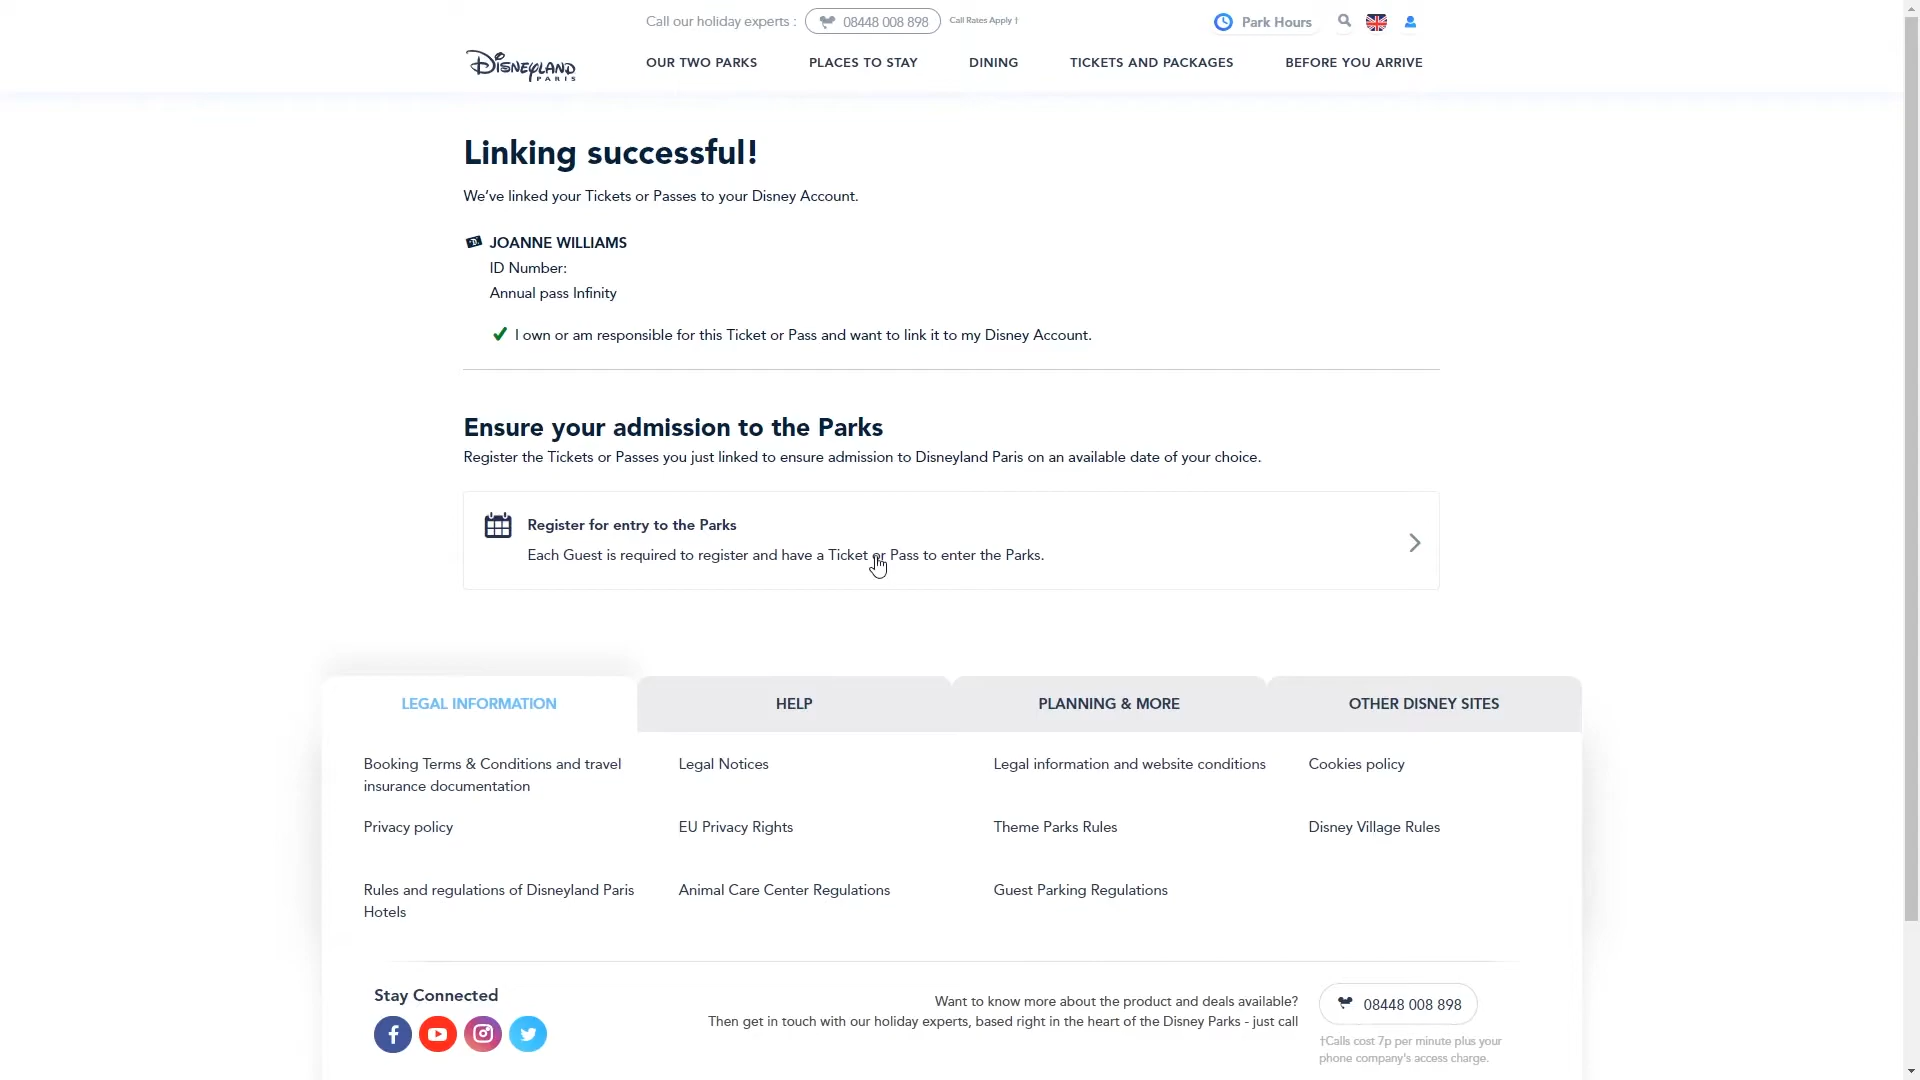 Call our holiday experts :
08448 008 898
Call Rates Apply †
Park Hours
DISNEYLAND
PARIS
OUR TWO PARKS
PLACES TO STAY
DINING
TICKETS AND PACKAGES
BEFORE YOU ARRIVE
Linking successful!
We've linked your Tickets or Passes to your Disney Account.
JOANNE WILLIAMS
ID Number:
Annual pass Infinity
I own or am responsible for this Ticket or Pass and want to link it to my Disney Account.
Ensure your admission to the Parks
Register the Tickets or Passes you just linked to ensure admission to Disneyland Paris on an available date of your choice.
Register for entry to the Parks
Each Guest is required to register and have a Ticket or Pass to enter the Parks.
LEGAL INFORMATION
HELP
PLANNING & MORE
OTHER DISNEY SITES
Booking Terms & Conditions and travel
insurance documentation
Legal Notices
Legal information and website conditions
Cookies policy
Privacy policy
EU Privacy Rights
Theme Parks Rules
Disney Village Rules
Rules and regulations of Disneyland Paris
Hotels
Animal Care Center Regulations
Guest Parking Regulations
Stay Connected
Want to know more about the product and deals available?
Then get in touch with our holiday experts, based right in the heart of the Disney Parks - just call
08448 008 898
†Calls cost 7p per minute plus your
phone company's access charge.